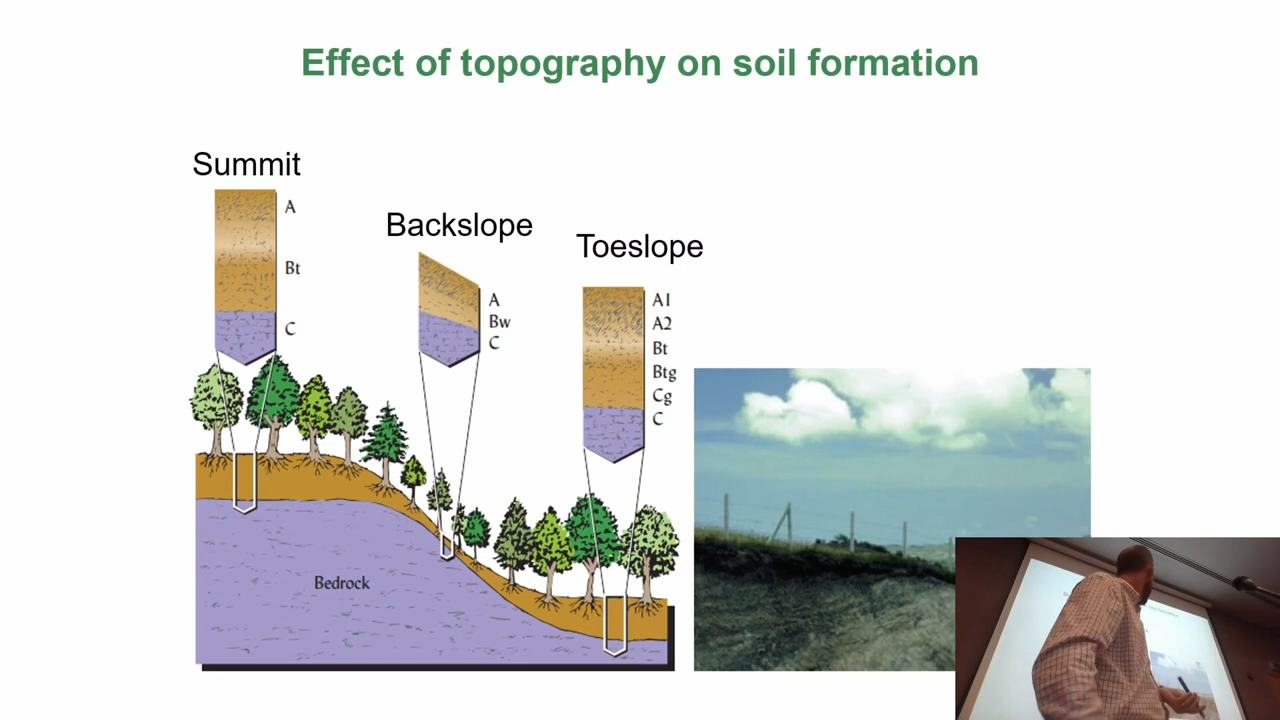 Effect of topography on soil formation
Summit
A
Bt
C
Backslope
A
Bw
C
Toeslope
A1
A2
Bt
Btg
Cg
C
Bedrock